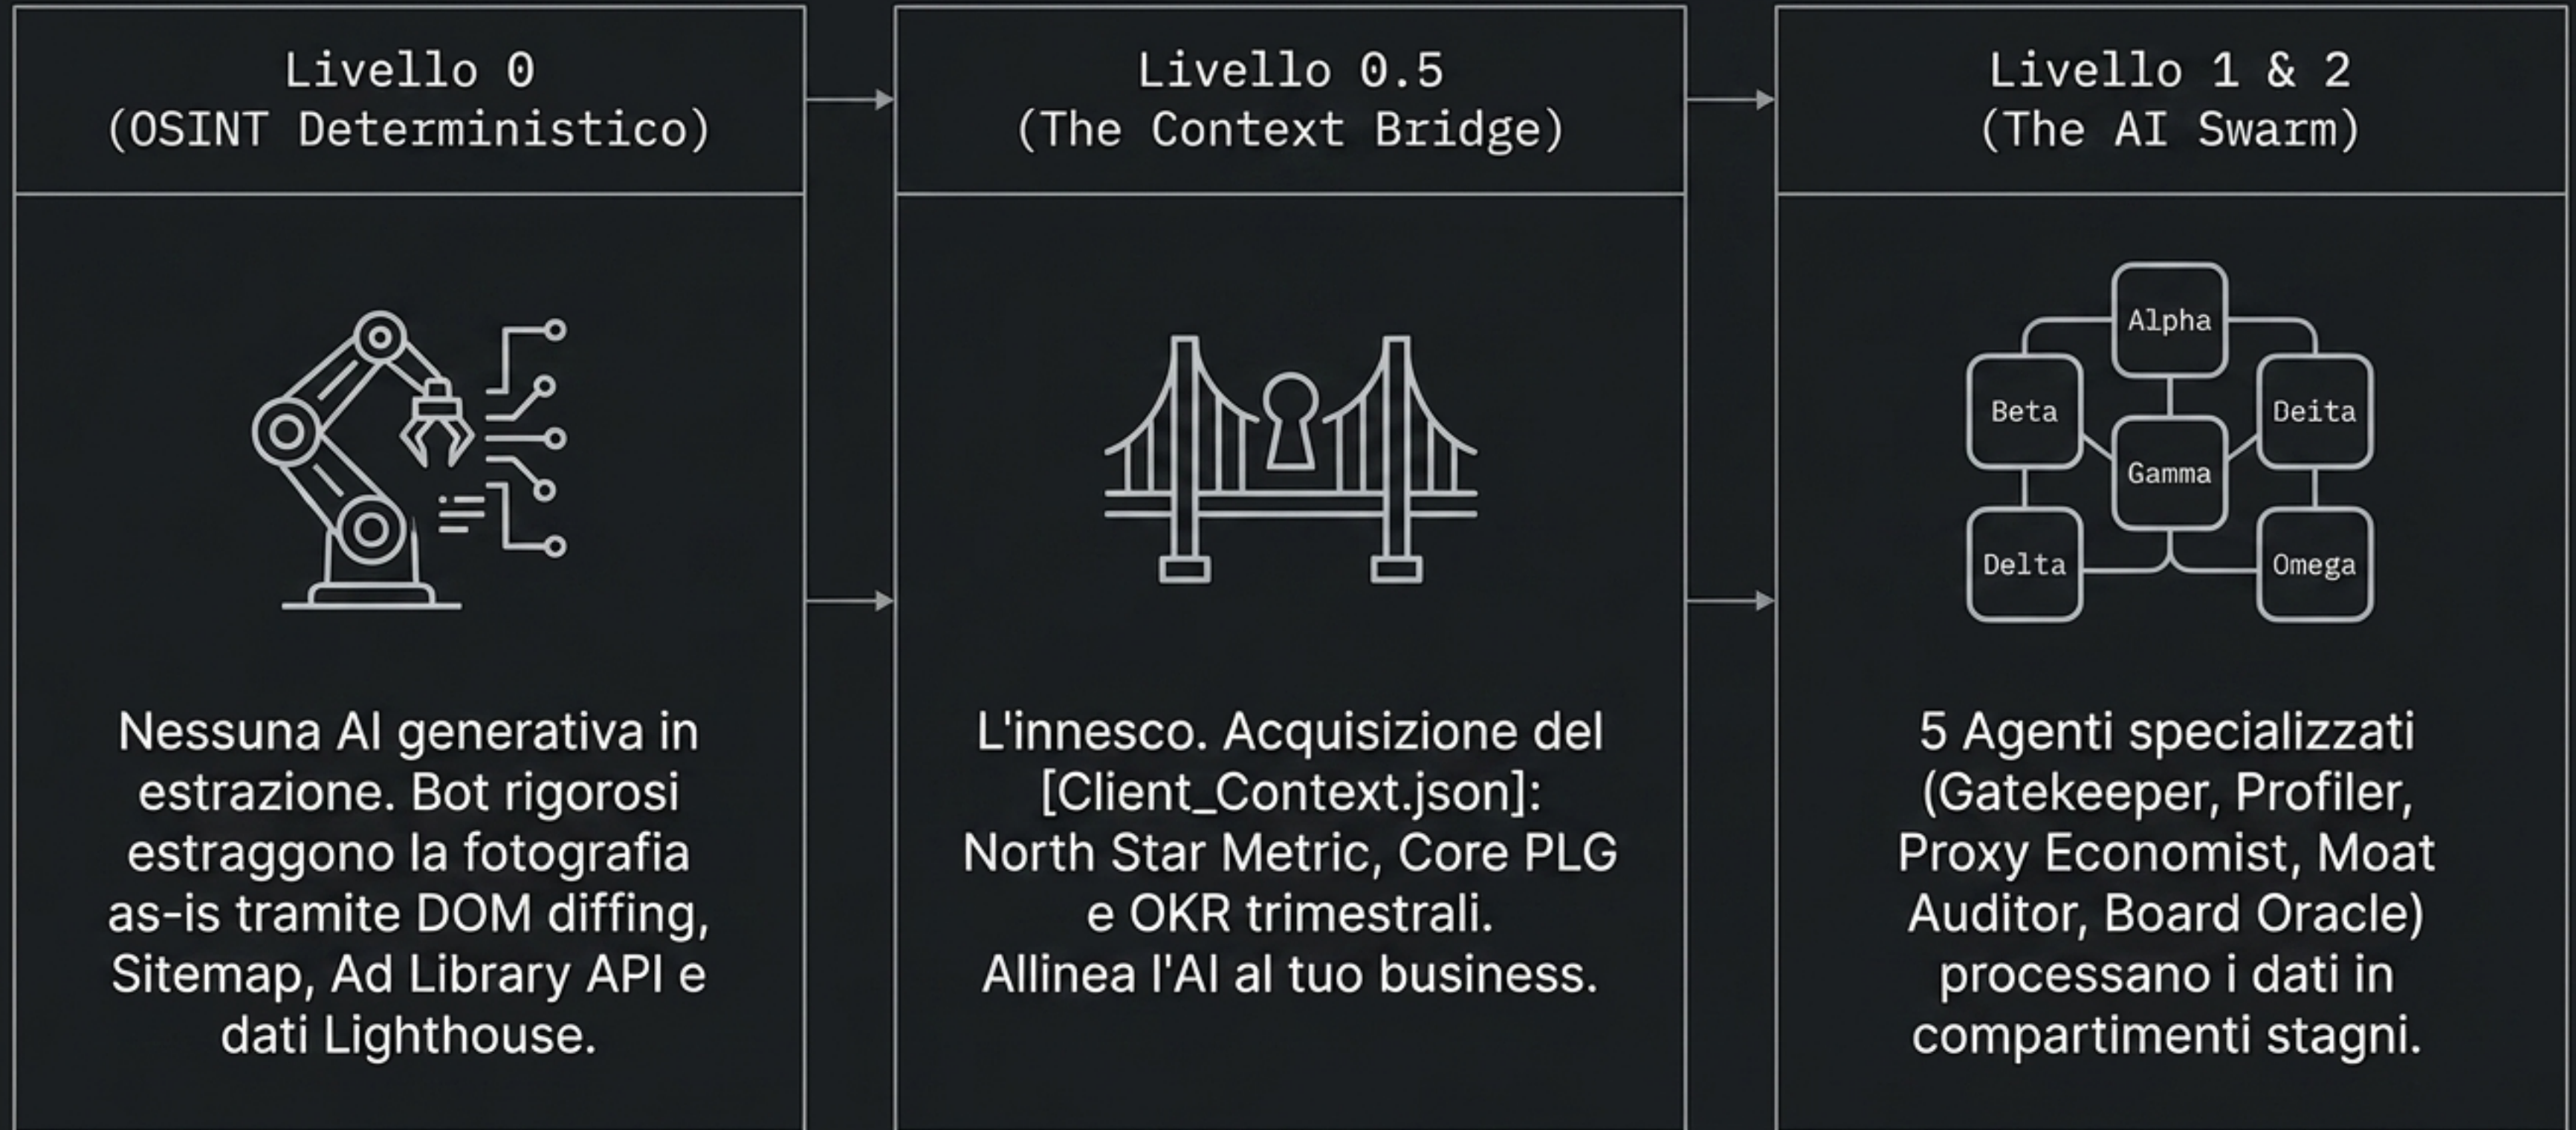 Livello 0
(OSINT Deterministico)
Nessuna AI generativa in
estrazione. Bot rigorosi
estraggono la fotografia
as-is tramite DOM diffing,
Sitemap, Ad Library API e
dati Lighthouse.
Livello 0.5
(The Context Bridge)
L'innesco. Acquisizione del
[Client_Context.json]:
North Star Metric, Core PLG
e OKR trimestrali.
Allinea l'AI al tuo business.
Livello 1 & 2
(The AI Swarm)
Alpha
Beta
Deita
Gamma
Delta
Omega
5 Agenti specializzati
(Gatekeeper, Profiler,
Proxy Economist, Moat
Auditor, Board Oracle)
processano i dati in
compartimenti stagni.